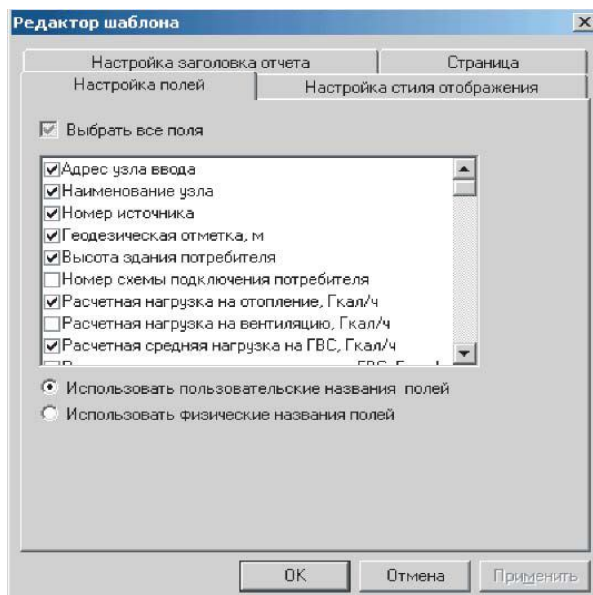 Редактор шаблона
Настройка заголовка отчета
Страница
Настройка полей
Настройка стиля отображения
Выбрать все поля
Адрес узла ввода
Наименование узла
Номер источника
Геодезическая отметка, м
Высота здания потребителя
Номер схемы подключения потребителя
Расчетная нагрузка на отопление, Гкал/ч
Расчетная нагрузка на вентиляцию, Гкал/ч
Расчетная средняя нагрузка на ГВС, Гкал/ч
Использовать пользовательские названия полей
Использовать физические названия полей
OK
Отмена
Применить